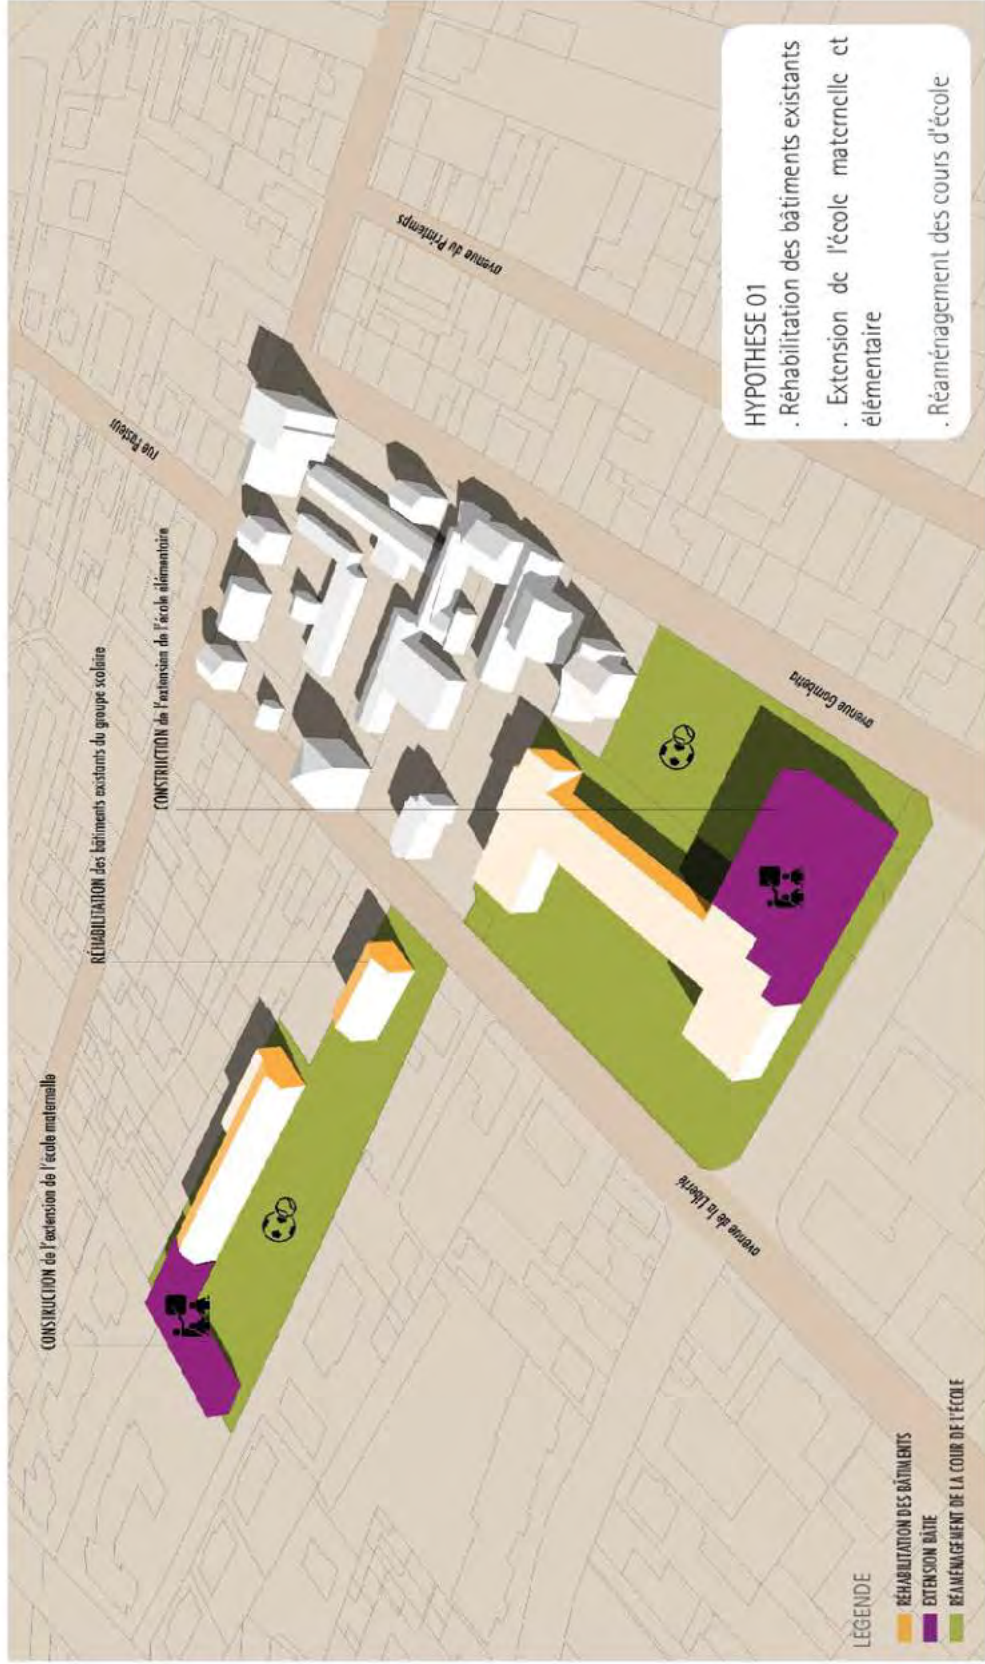 CONSTRUCTION de l'extension de l'école maternelle
RÉHABILITATION des bâtiments existants du groupe scolaire
CONSTRUCTION de l'extension de l'école élémentaire
rue Pasteur
avenue du Printemps
avenue Gambetta
avenue de la Liberté
HYPOTHESE 01
. Réhabilitation des bâtiments existants
. Extension de l'école maternelle et
élémentaire
. Réaménagement des cours d'école
LÉGENDE
RÉHABILITATION DES BÂTIMENTS
EXTENSION BÂTIE
RÉAMÉNAGEMENT DE LA COUR DE L'ÉCOLE